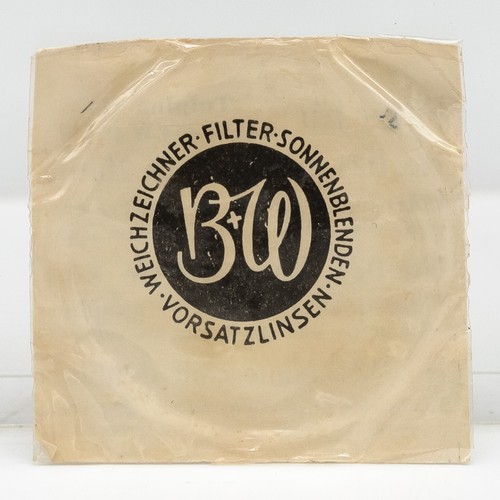 WEICHZEICHNER · FILTER · SONNENBLENDEN · VORSATZLINSEN ·
B+W